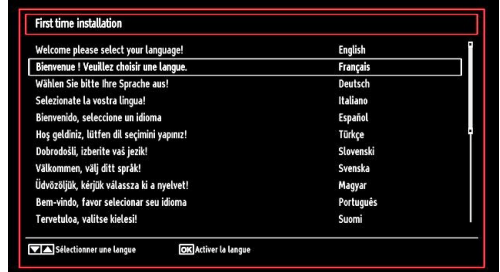 First time installation
Welcome please select your language! English
Bienvenue ! Veuillez choisir une langue. Français
Wählen Sie bitte Ihre Sprache aus! Deutsch
Selezionate la vostra lingua! Italiano
Bienvenido, seleccione un idioma Español
Hoş geldiniz, lütfen dil seçimini yapınız! Türkçe
Dobrodošli, izberite vaš jezik! Slovenski
Välkommen, välj ditt språk! Svenska
Üdvözöljük, kérjük válassza ki a nyelvet! Magyar
Bem-vindo, favor selecionar seu idioma Português
Tervetuloa, valitse kielesi! Suomi
Sélectionner une langue OK Activer la langue